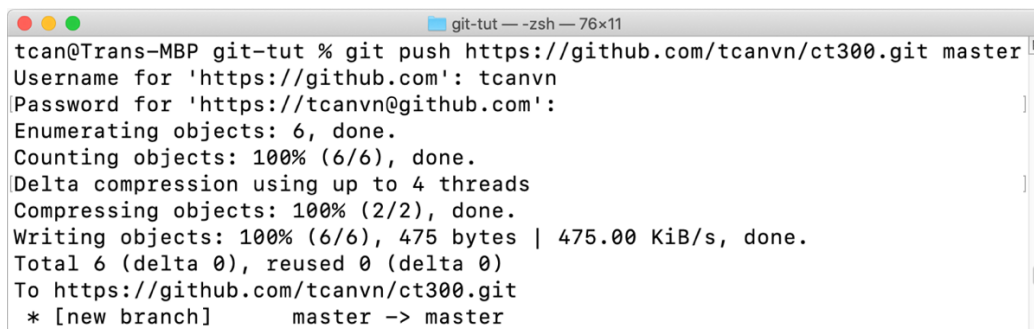 git-tut — -zsh — 76×11
tcan@Trans-MBP git-tut % git push https://github.com/tcanvn/ct300.git master
Username for 'https://github.com': tcanvn
Password for 'https://tcanvn@github.com':
Enumerating objects: 6, done.
Counting objects: 100% (6/6), done.
Delta compression using up to 4 threads
Compressing objects: 100% (2/2), done.
Writing objects: 100% (6/6), 475 bytes | 475.00 KiB/s, done.
Total 6 (delta 0), reused 0 (delta 0)
To https://github.com/tcanvn/ct300.git
 * [new branch]      master -> master